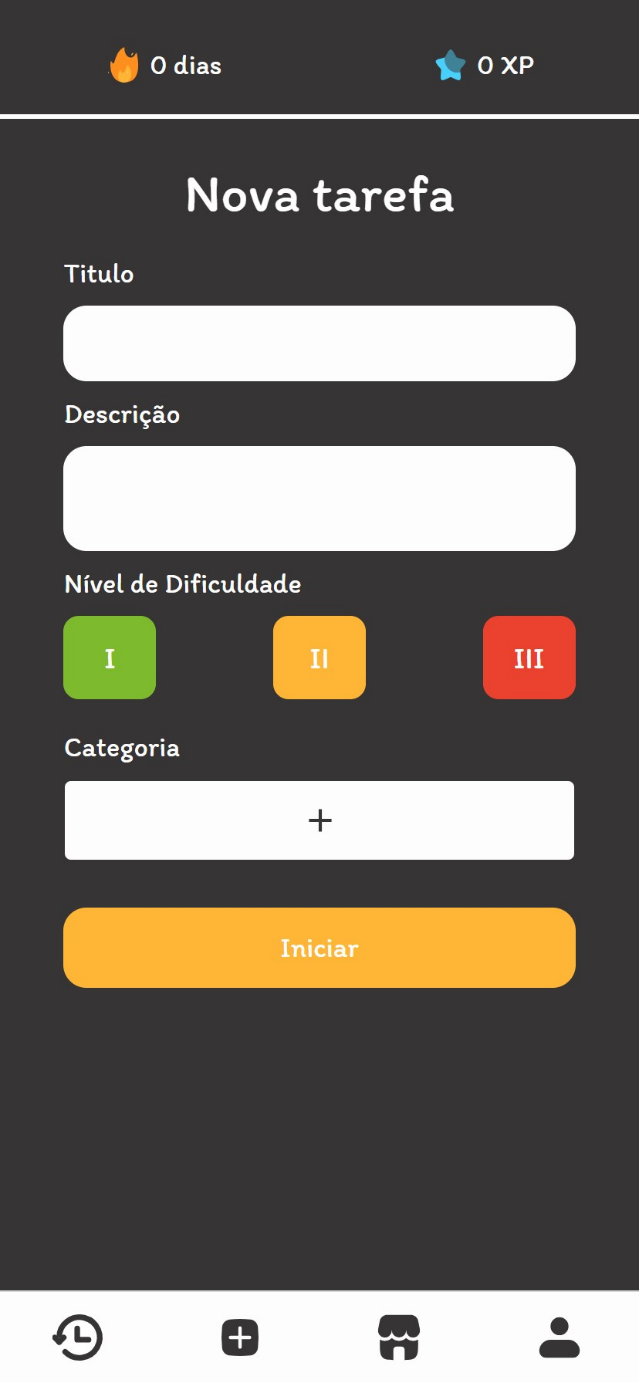 0 dias
0 XP
Nova tarefa
Titulo
Descrição
Nível de Dificuldade
I
II
III
Categoria
+
Iniciar